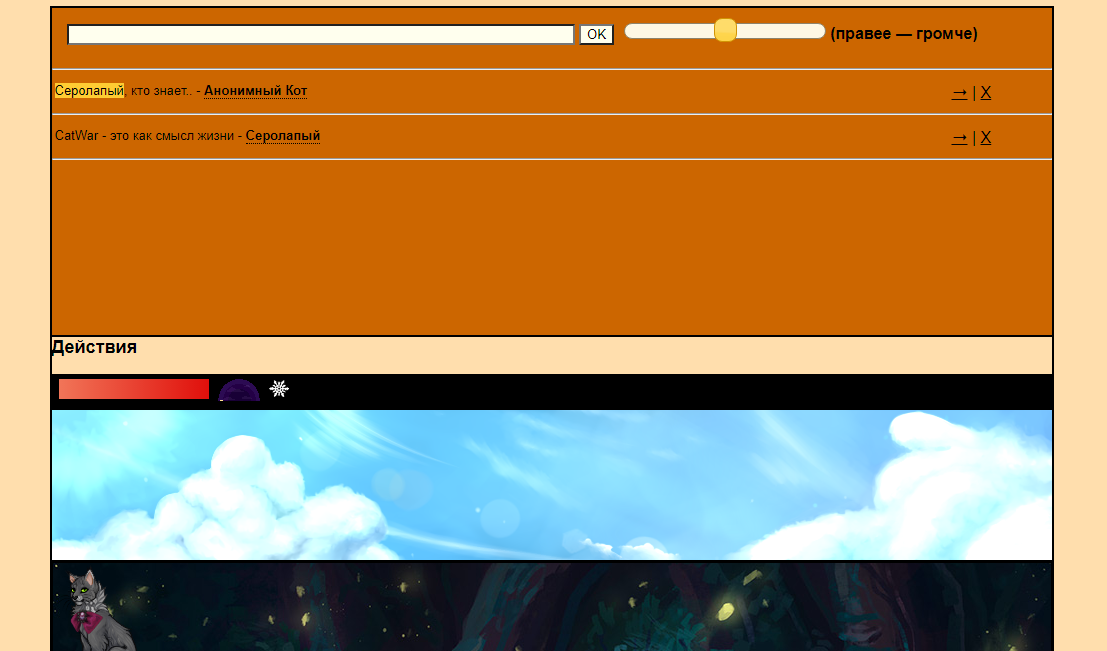 OK (правее — громче)
Серолапый, кто знает.. - Анонимный Кот → | X
CatWar - это как смысл жизни - Серолапый → | X
Действия